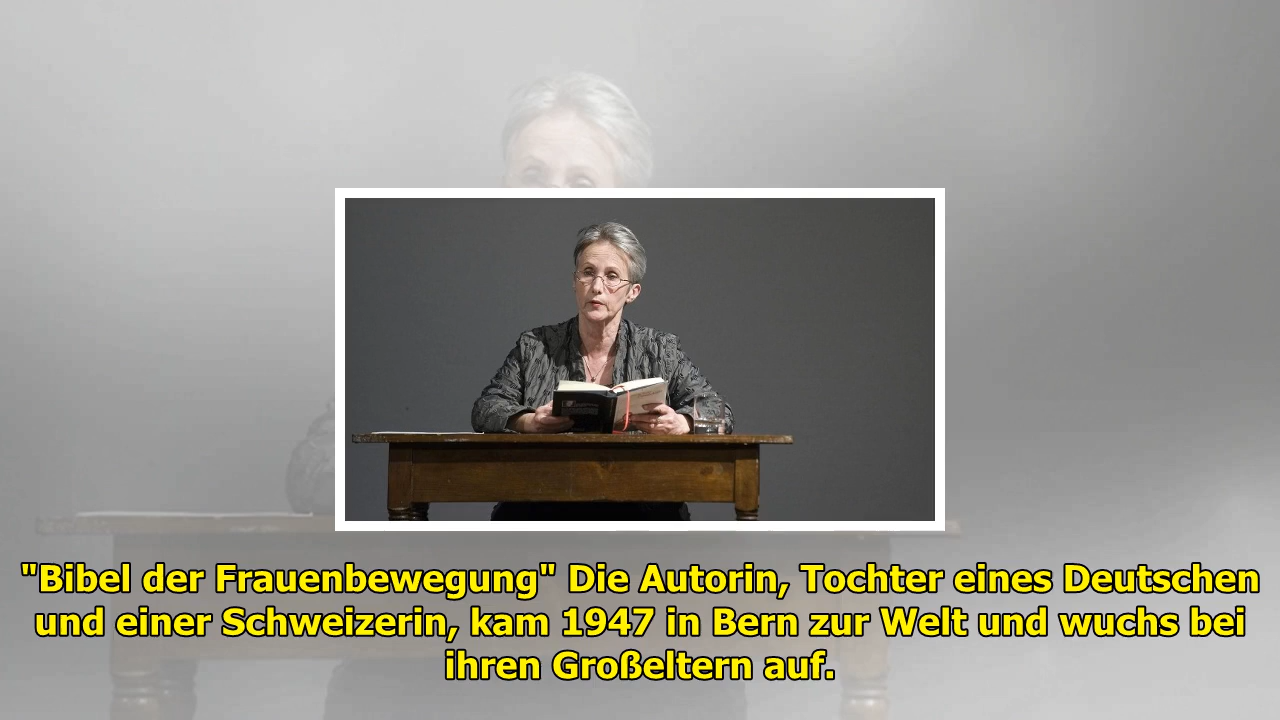 "Bibel der Frauenbewegung" Die Autorin, Tochter eines Deutschen
und einer Schweizerin, kam 1947 in Bern zur Welt und wuchs bei
ihren Großeltern auf.